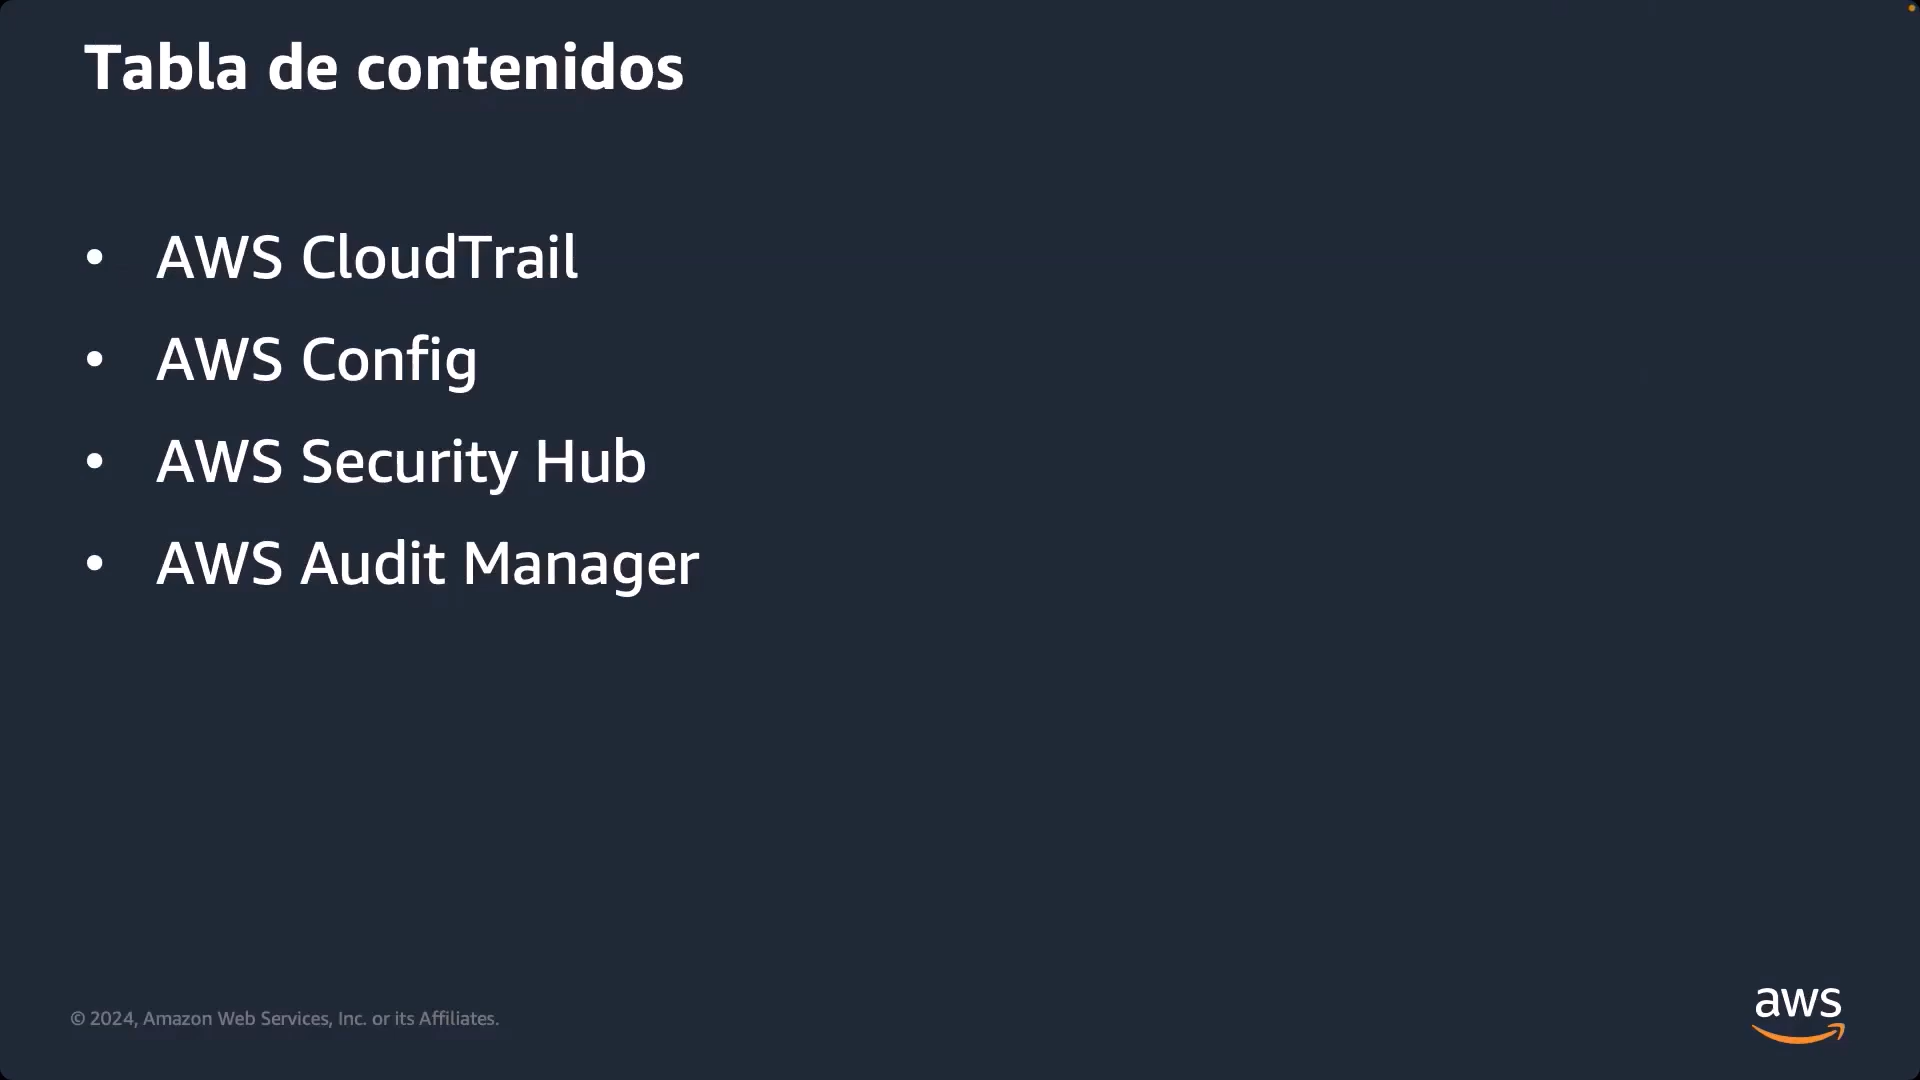 Tabla de contenidos
• AWS CloudTrail
• AWS Config
• AWS Security Hub
• AWS Audit Manager
© 2024, Amazon Web Services, Inc. or its Affiliates.
aws